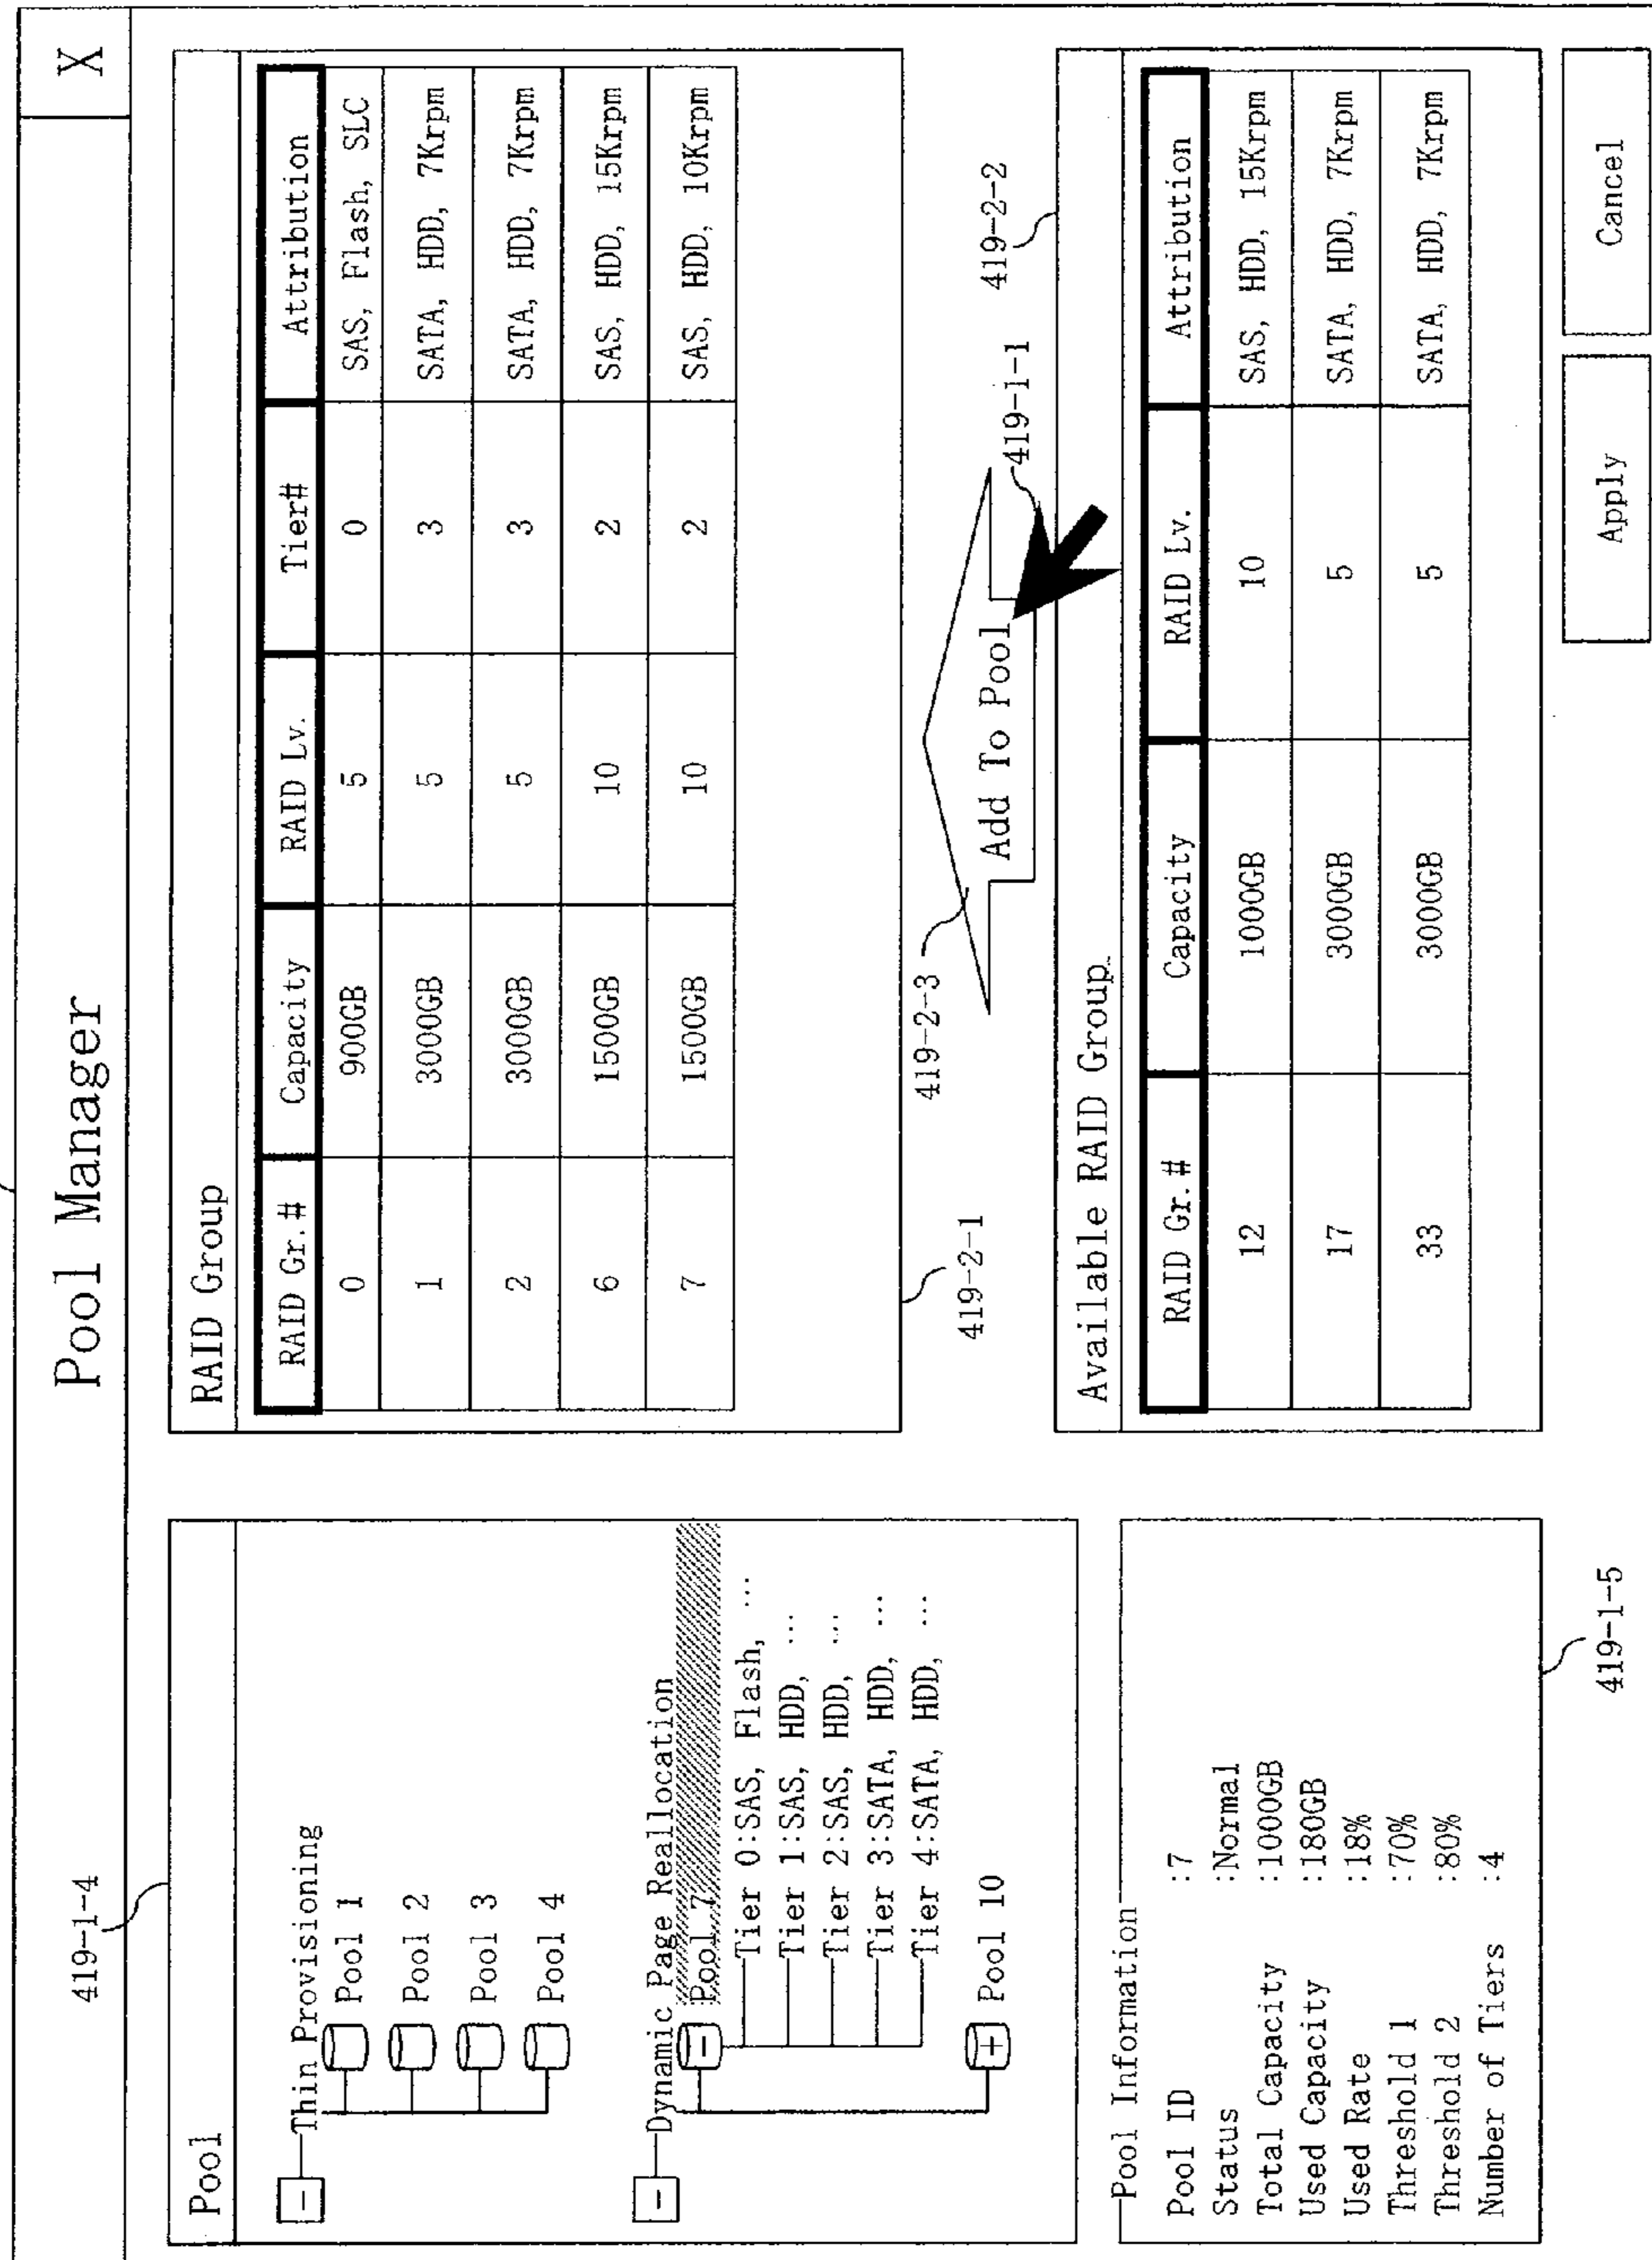 Pool Manager X
419-1-4
Pool
- Thin Provisioning
Pool 1
Pool 2
Pool 3
Pool 4
- Dynamic Page Reallocation
- Pool 7
Tier 0:SAS, Flash, ...
Tier 1:SAS, HDD, ...
Tier 2:SAS, HDD, ...
Tier 3:SATA, HDD, ...
Tier 4:SATA, HDD, ...
+ Pool 10
Pool Information
Pool ID :7
Status :Normal
Total Capacity :1000GB
Used Capacity :180GB
Used Rate :18%
Threshold 1 :70%
Threshold 2 :80%
Number of Tiers :4
419-1-5
RAID Group
RAID Gr.# Capacity RAID Lv. Tier# Attribution
0 900GB 5 0 SAS, Flash, SLC
1 3000GB 5 3 SATA, HDD, 7Krpm
2 3000GB 5 3 SATA, HDD, 7Krpm
6 1500GB 10 2 SAS, HDD, 15Krpm
7 1500GB 10 2 SAS, HDD, 10Krpm
419-2-1
419-2-3
Add To Pool
419-1-1
419-2-2
Available RAID Group
RAID Gr.# Capacity RAID Lv. Attribution
12 1000GB 10 SAS, HDD, 15Krpm
17 3000GB 5 SATA, HDD, 7Krpm
33 3000GB 5 SATA, HDD, 7Krpm
Apply Cancel